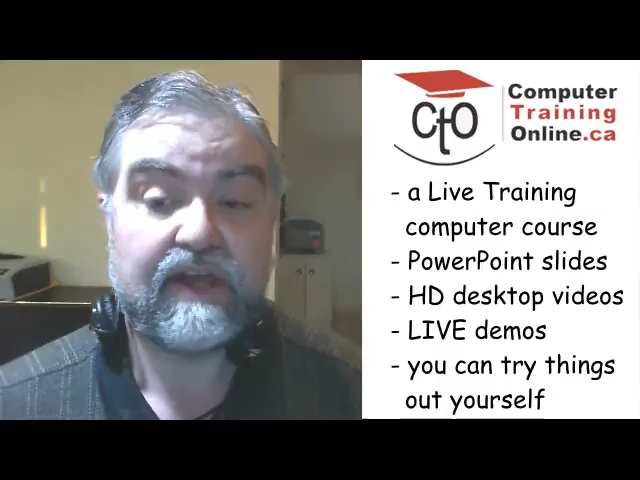 CtO
Computer
Training
Online.ca
- a Live Training
computer course
- PowerPoint slides
- HD desktop videos
- LIVE demos
- you can try things
out yourself